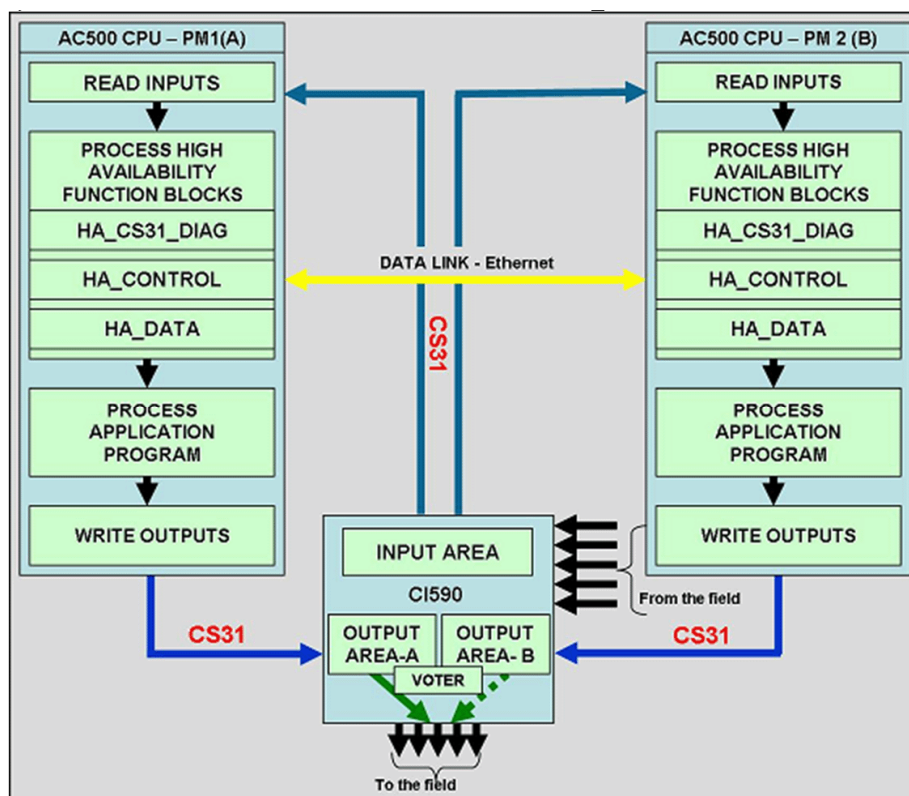 AC500 CPU – PM1(A)
READ INPUTS
PROCESS HIGH
AVAILABILITY
FUNCTION BLOCKS
HA_CS31_DIAG
HA_CONTROL
HA_DATA
PROCESS
APPLICATION
PROGRAM
WRITE OUTPUTS
CS31
DATA LINK - Ethernet
CS31
AC500 CPU – PM 2 (B)
READ INPUTS
PROCESS HIGH
AVAILABILITY
FUNCTION BLOCKS
HA_CS31_DIAG
HA_CONTROL
HA_DATA
PROCESS
APPLICATION
PROGRAM
WRITE OUTPUTS
CS31
INPUT AREA
CI590
From the field
OUTPUT
AREA-A
OUTPUT
AREA- B
VOTER
To the field